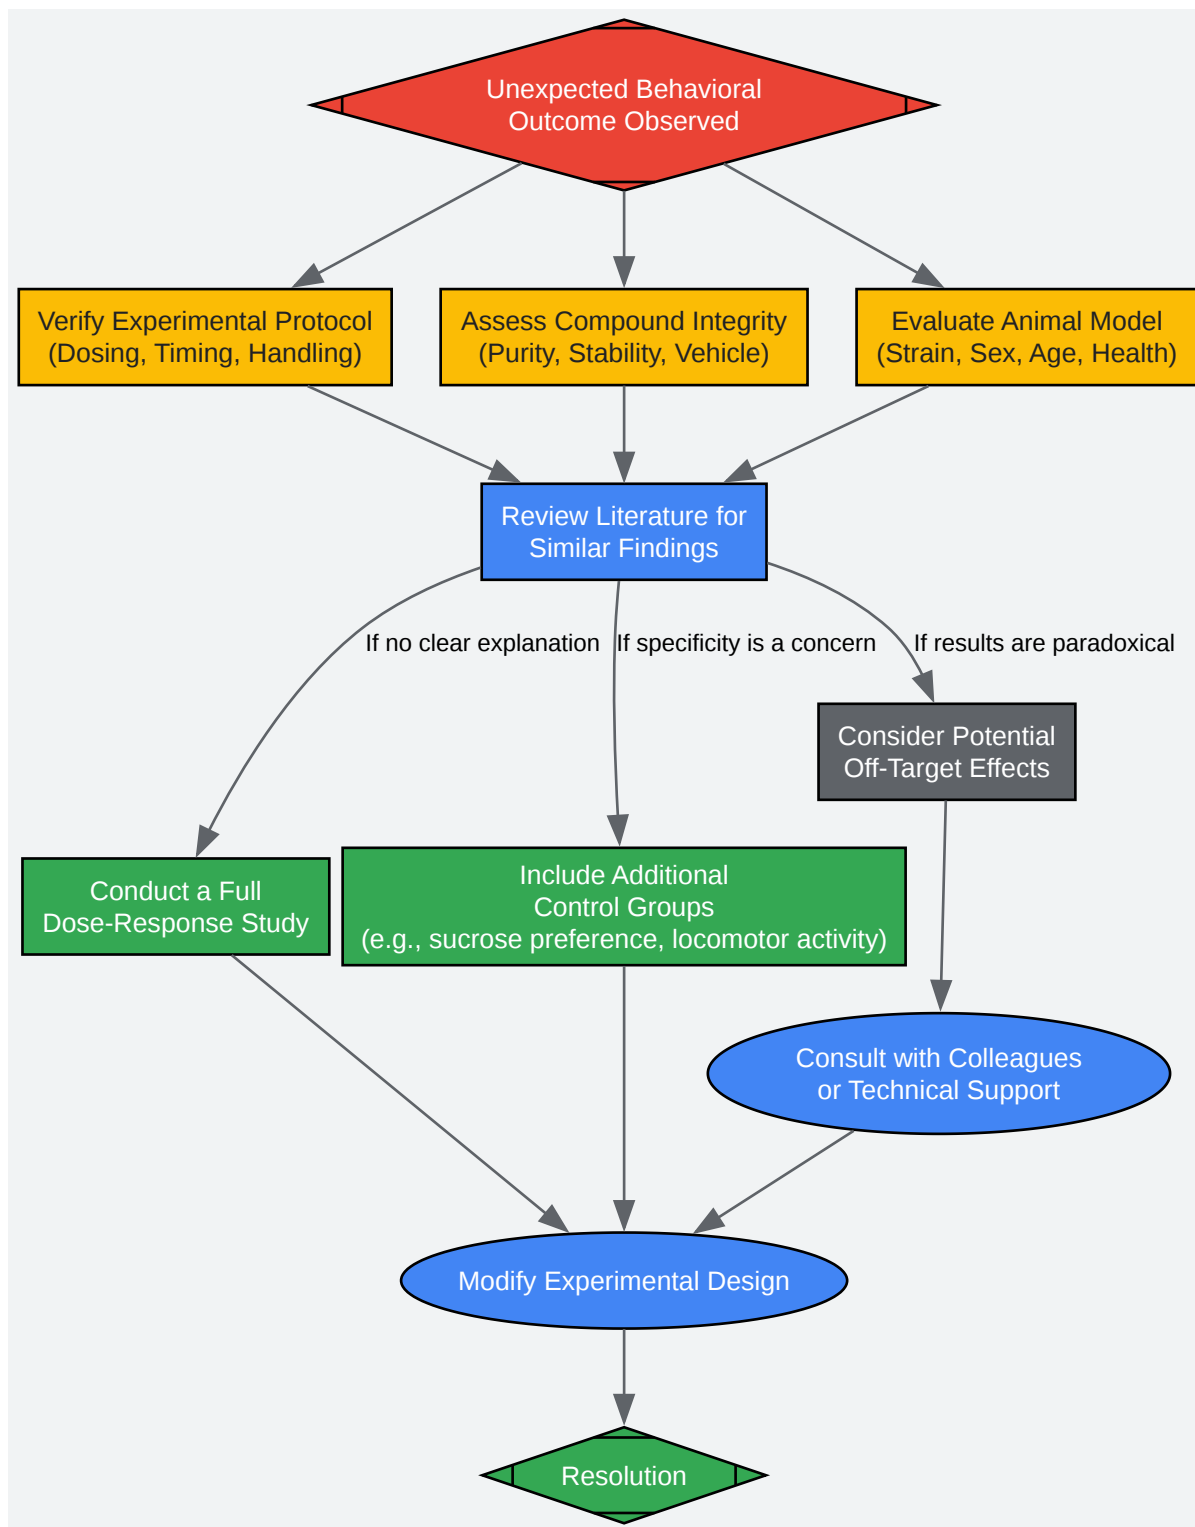 Unexpected Behavioral
Outcome Observed
Verify Experimental Protocol
(Dosing, Timing, Handling)
Assess Compound Integrity
(Purity, Stability, Vehicle)
Evaluate Animal Model
(Strain, Sex, Age, Health)
Review Literature for
Similar Findings
If no clear explanation
If specificity is a concern
If results are paradoxical
Consider Potential
Off-Target Effects
Conduct a Full
Dose-Response Study
Include Additional
Control Groups
(e.g., sucrose preference, locomotor activity)
Consult with Colleagues
or Technical Support
Modify Experimental Design
Resolution